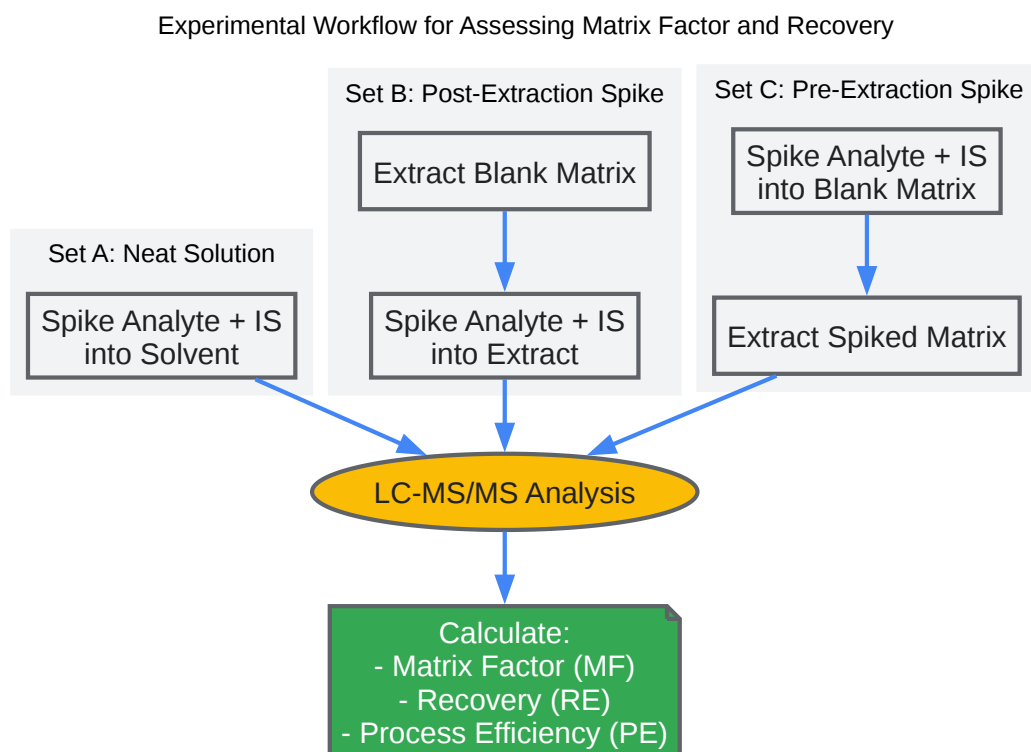 Experimental Workflow for Assessing Matrix Factor and Recovery
Set A: Neat Solution
Spike Analyte + IS
into Solvent
Set B: Post-Extraction Spike
Extract Blank Matrix
Spike Analyte + IS
into Extract
Set C: Pre-Extraction Spike
Spike Analyte + IS
into Blank Matrix
Extract Spiked Matrix
LC-MS/MS Analysis
Calculate:
- Matrix Factor (MF)
- Recovery (RE)
- Process Efficiency (PE)